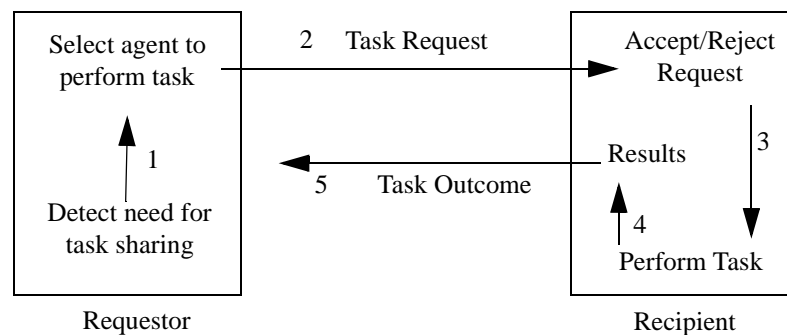 Select agent to
perform task
1
Detect need for
task sharing
Requestor
2 Task Request
5 Task Outcome
Accept/Reject
Request
3
Results
4
Perform Task
Recipient